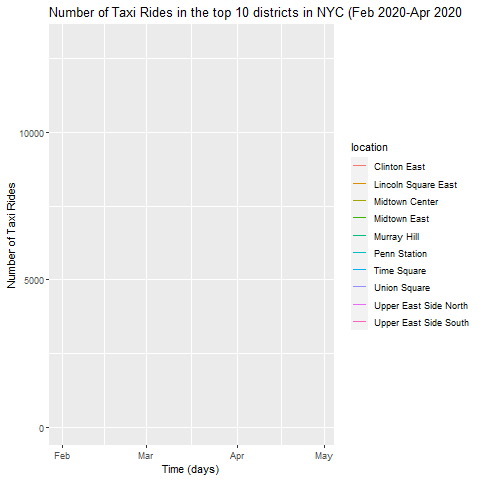 Number of Taxi Rides in the top 10 districts in NYC (Feb 2020-Apr 2020
10000
5000
0
Number of Taxi Rides
Feb
Mar
Apr
May
Time (days)
location
Clinton East
Lincoln Square East
Midtown Center
Midtown East
Murray Hill
Penn Station
Time Square
Union Square
Upper East Side North
Upper East Side South